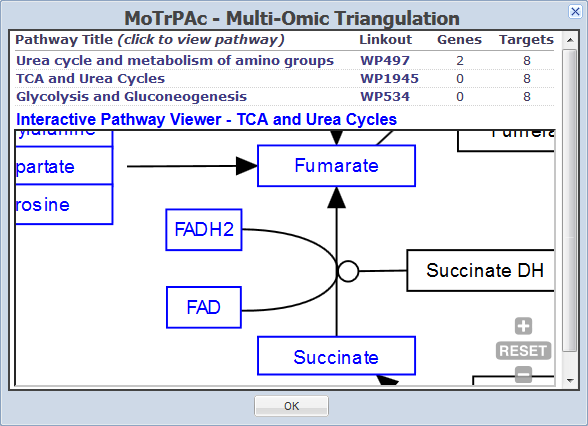 MoTrPAc - Multi-Omic Triangulation
Pathway Title (click to view pathway) Linkout Genes Targets
Urea cycle and metabolism of amino groups WP497 2 8
TCA and Urea Cycles WP1945 0 8
Glycolysis and Gluconeogenesis WP534 0 8
Interactive Pathway Viewer - TCA and Urea Cycles
partate
Fumarate
rosine
FADH2
Succinate DH
FAD
Succinate
RESET
OK